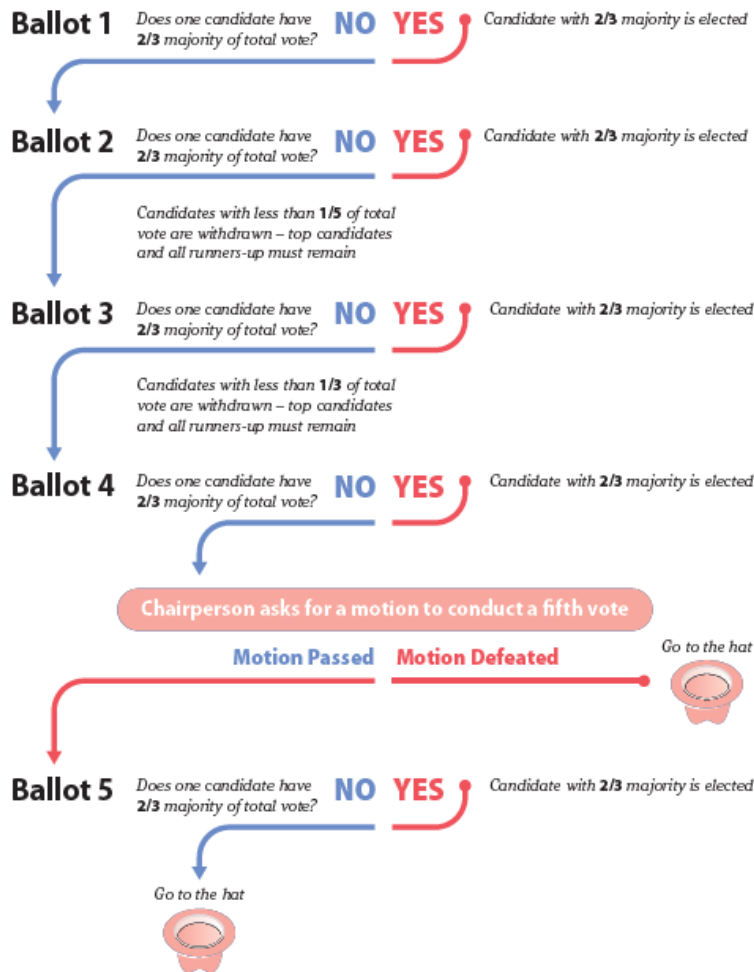 Ballot 1
Does one candidate have
2/3 majority of total vote?
NO YES
Candidate with 2/3 majority is elected
Ballot 2
Does one candidate have
2/3 majority of total vote?
NO YES
Candidate with 2/3 majority is elected
Candidates with less than 1/5 of total
vote are withdrawn – top candidates
and all runners-up must remain
Ballot 3
Does one candidate have
2/3 majority of total vote?
NO YES
Candidate with 2/3 majority is elected
Candidates with less than 1/3 of total
vote are withdrawn – top candidates
and all runners-up must remain
Ballot 4
Does one candidate have
2/3 majority of total vote?
NO YES
Candidate with 2/3 majority is elected
Chairperson asks for a motion to conduct a fifth vote
Motion Passed Motion Defeated
Go to the hat
Ballot 5
Does one candidate have
2/3 majority of total vote?
NO YES
Candidate with 2/3 majority is elected
Go to the hat